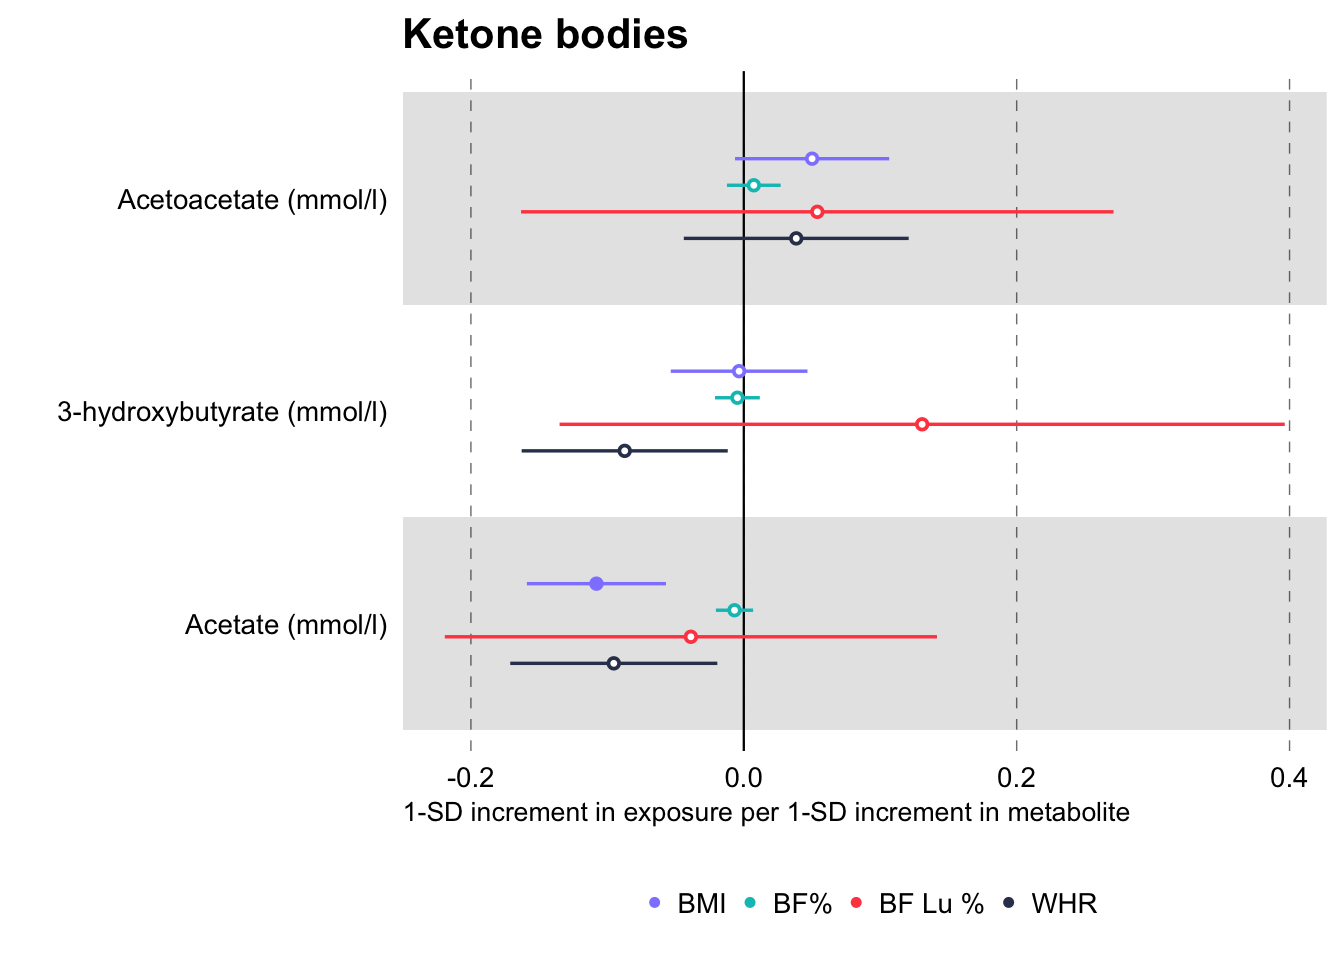 Ketone bodies
Acetoacetate (mmol/l)
3-hydroxybutyrate (mmol/l)
Acetate (mmol/l)
-0.2 0.0 0.2 0.4
1-SD increment in exposure per 1-SD increment in metabolite
BMI BF% BF Lu % WHR